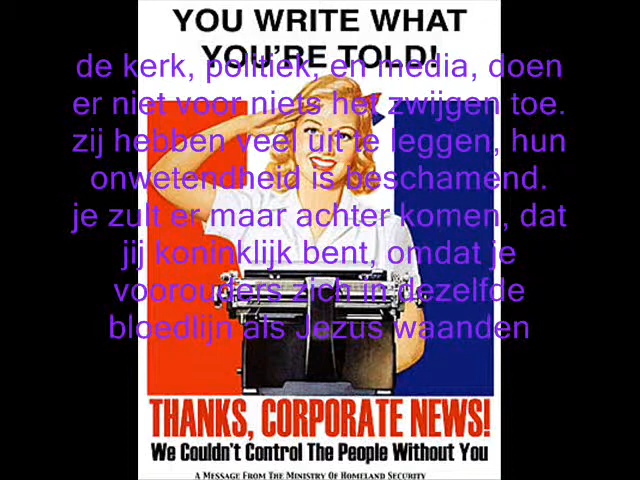 YOU WRITE WHAT
YOU'RE TOLD!
de kerk, politiek, en media, doen
er niet voor niets het zwijgen toe.
zij hebben veel uit te leggen, hun
onwetendheid is beschamend.
je zult er maar achter komen, dat
jij koninklijk bent, omdat je
voorouders zich in dezelfde
bloedlijn als Jezus waanden
THANKS, CORPORATE NEWS!
We Couldn't Control The People Without You
A MESSAGE FROM THE MINISTRY OF HOMELAND SECURITY